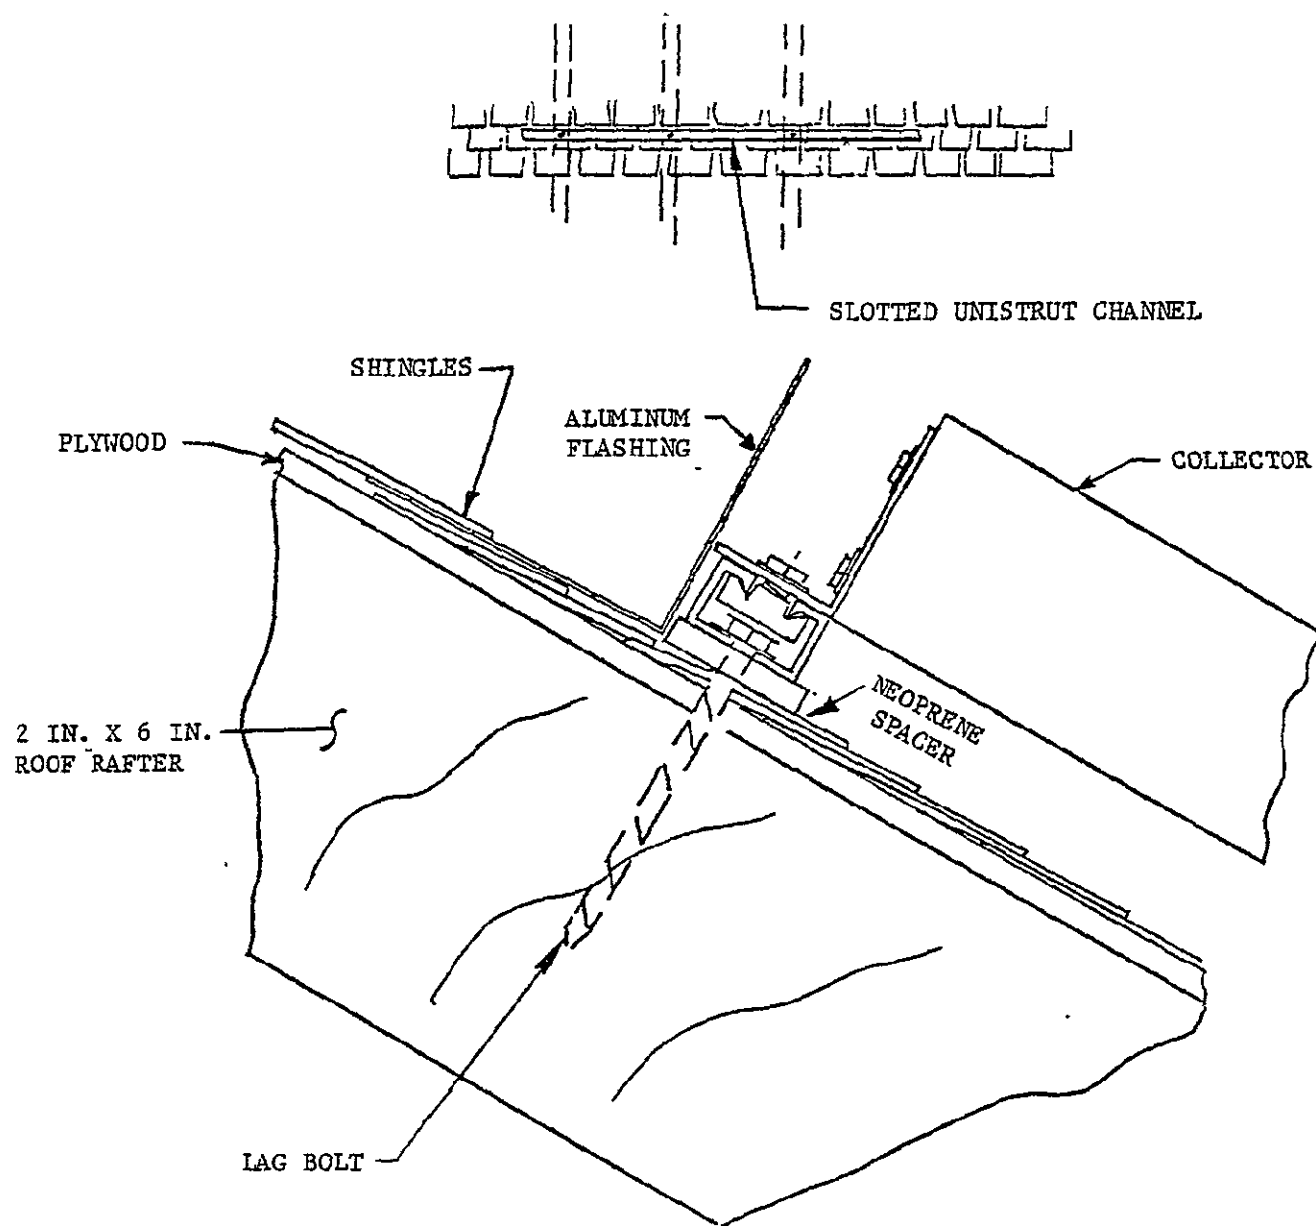 SLOTTED UNISTRUT CHANNEL
SHINGLES
ALUMINUM
FLASHING
PLYWOOD
COLLECTOR
NEOPRENE
SPACER
2 IN. X 6 IN.
ROOF RAFTER
LAG BOLT